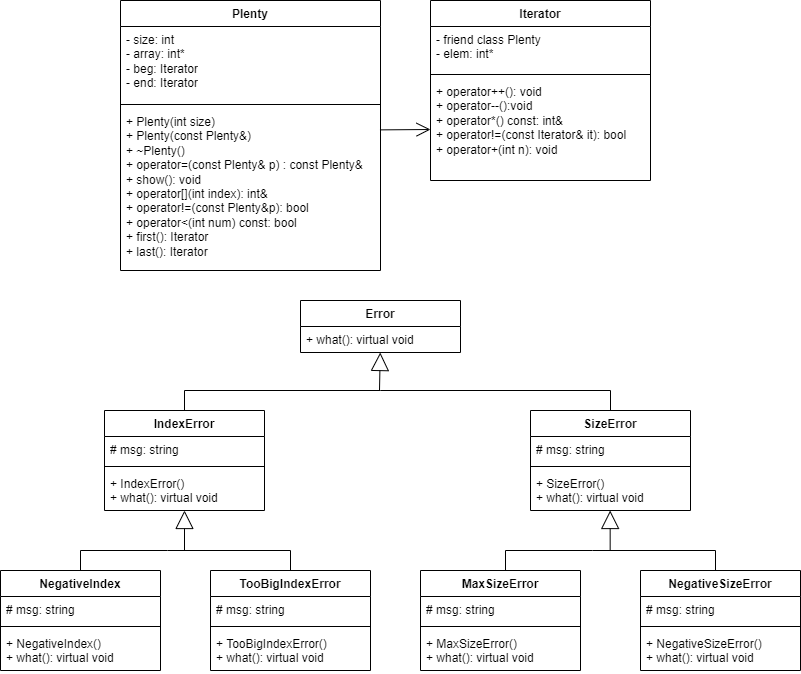 Plenty
- size: int
- array: int*
- beg: Iterator
- end: Iterator
+ Plenty(int size)
+ Plenty(const Plenty&)
+ ~Plenty()
+ operator=(const Plenty& p) : const Plenty&
+ show(): void
+ operator[](int index): int&
+ operator!=(const Plenty&p): bool
+ operator<(int num) const: bool
+ first(): Iterator
+ last(): Iterator
Iterator
- friend class Plenty
- elem: int*
+ operator++(): void
+ operator--():void
+ operator*() const: int&
+ operator!=(const Iterator& it): bool
+ operator+(int n): void
Error
+ what(): virtual void
IndexError
# msg: string
+ IndexError()
+ what(): virtual void
SizeError
# msg: string
+ SizeError()
+ what(): virtual void
NegativeIndex
# msg: string
+ NegativeIndex()
+ what(): virtual void
TooBigIndexError
# msg: string
+ TooBigIndexError()
+ what(): virtual void
MaxSizeError
# msg: string
+ MaxSizeError()
+ what(): virtual void
NegativeSizeError
# msg: string
+ NegativeSizeError()
+ what(): virtual void